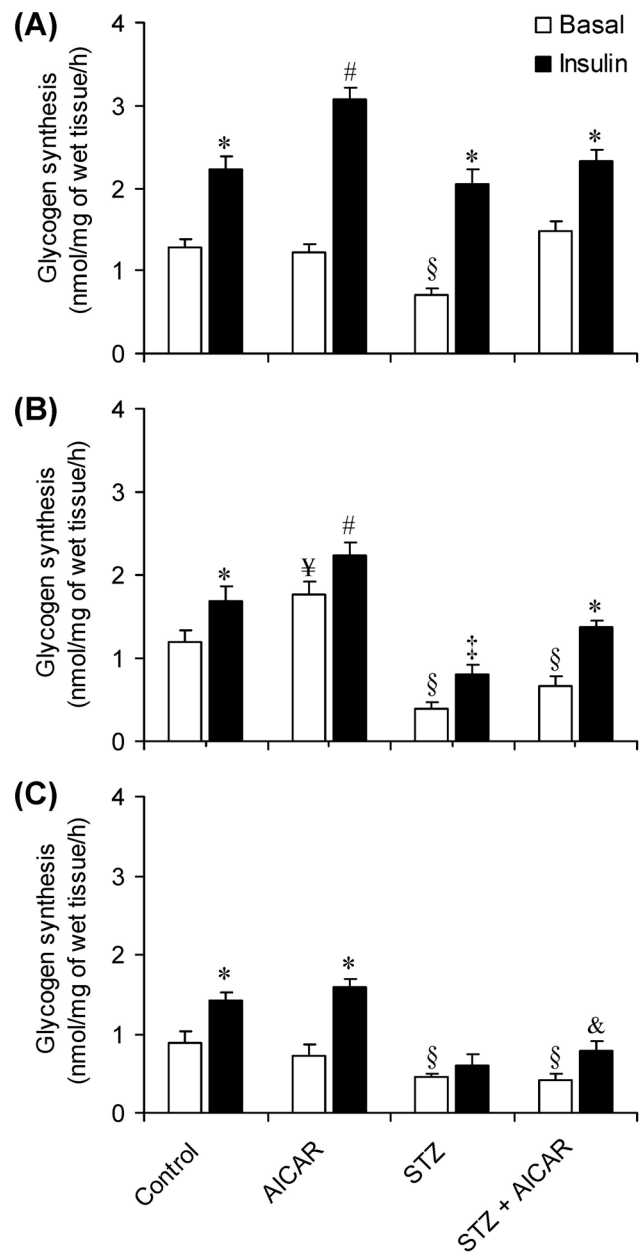 (A)
Glycogen synthesis
(nmol/mg of wet tissue/h)
4
3
2
1
0
Basal
Insulin
*
#
§
*
*
(B)
Glycogen synthesis
(nmol/mg of wet tissue/h)
4
3
2
1
0
*
¥
#
§
‡
§
*
(C)
Glycogen synthesis
(nmol/mg of wet tissue/h)
4
3
2
1
0
*
*
§
§
&
Control
AICAR
STZ
STZ + AICAR